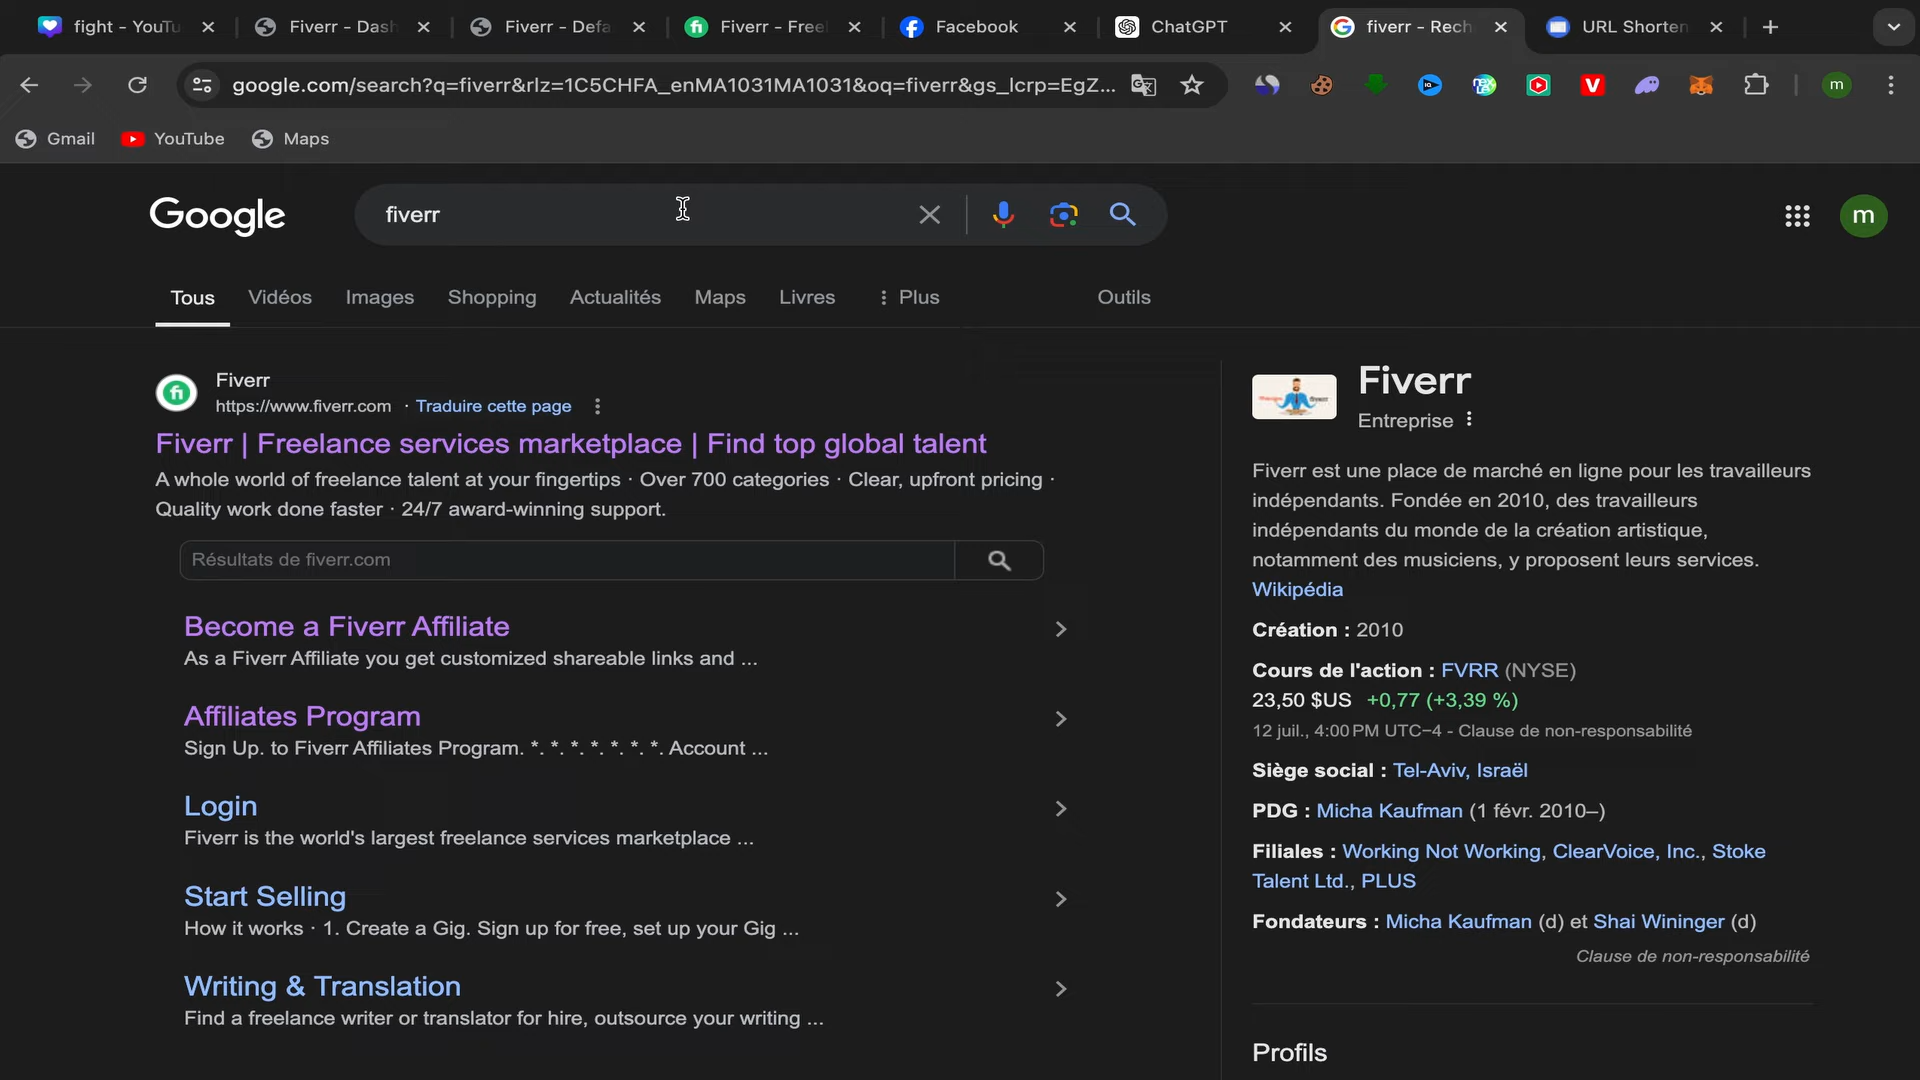 fight - YouTu
Fiverr - Dash
Fiverr - Defa
Fiverr - Freel
Facebook
ChatGPT
fiverr - Rech
URL Shorten
google.com/search?q=fiverr&rlz=1C5CHFA_enMA1031MA1031&oq=fiverr&gs_lcrp=EgZ...
m
Gmail
YouTube
Maps
Google
fiverr
m
Tous
Vidéos
Images
Shopping
Actualités
Maps
Livres
Plus
Outils
Fiverr
https://www.fiverr.com · Traduire cette page
Fiverr | Freelance services marketplace | Find top global talent
A whole world of freelance talent at your fingertips · Over 700 categories · Clear, upfront pricing ·
Quality work done faster · 24/7 award-winning support.
Résultats de fiverr.com
Become a Fiverr Affiliate
As a Fiverr Affiliate you get customized shareable links and ...
Affiliates Program
Sign Up. to Fiverr Affiliates Program. *. *. *. *. *. *. *. Account ...
Login
Fiverr is the world's largest freelance services marketplace ...
Start Selling
How it works · 1. Create a Gig. Sign up for free, set up your Gig ...
Writing & Translation
Find a freelance writer or translator for hire, outsource your writing ...
Fiverr
Entreprise
Fiverr est une place de marché en ligne pour les travailleurs
indépendants. Fondée en 2010, des travailleurs
indépendants du monde de la création artistique,
notamment des musiciens, y proposent leurs services.
Wikipédia
Création : 2010
Cours de l'action : FVRR (NYSE)
23,50 $US +0,77 (+3,39 %)
12 juil., 4:00 PM UTC−4 - Clause de non-responsabilité
Siège social : Tel-Aviv, Israël
PDG : Micha Kaufman (1 févr. 2010–)
Filiales : Working Not Working, ClearVoice, Inc., Stoke
Talent Ltd., PLUS
Fondateurs : Micha Kaufman (d) et Shai Wininger (d)
Clause de non-responsabilité
Profils